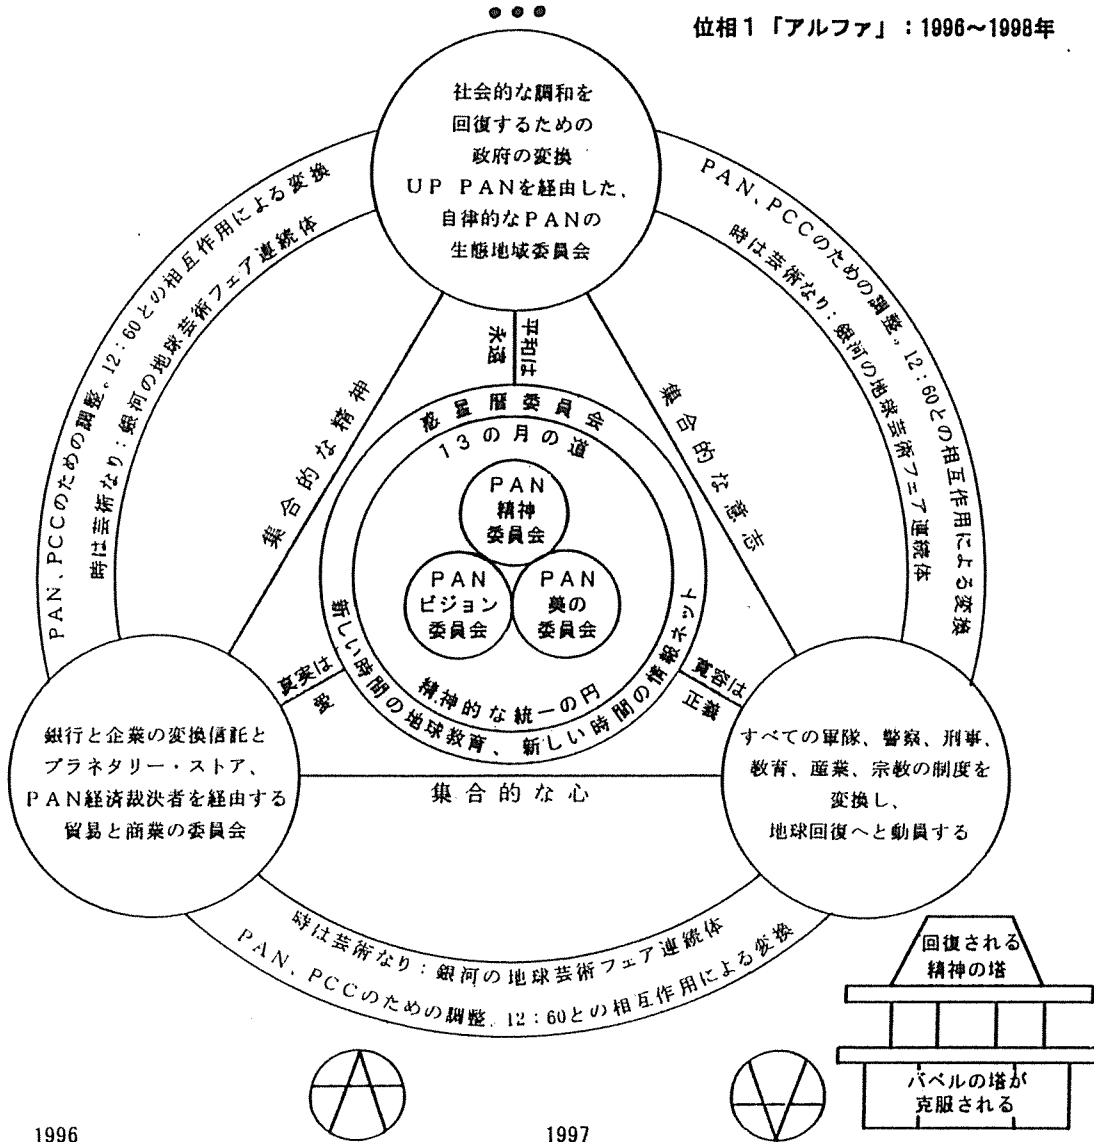 位相1「アルファ」:1996〜1998年
社会的な調和を
回復するための
政府の変換
UP PANを経由した、
自律的なPANの
生態地域委員会
PAN、PCCのための調整。12:60との相互作用による変換
時は芸術なり:銀河の地球芸術フェア連続体
PAN、PCCのための調整。12:60との相互作用による変換
時は芸術なり:銀河の地球芸術フェア連続体
平和は
永遠
集合的な精神
集合的な意志
惑星暦委員会
13の月の道
PAN
精神
委員会
PAN
ビジョン
委員会
PAN
美の
委員会
精神的な統一の円
新しい時間の地球教育、新しい時間の情報ネット
真実は
愛
寛容は
正義
銀行と企業の変換信託と
プラネタリー・ストア、
PAN経済裁決者を経由する
貿易と商業の委員会
集合的な心
すべての軍隊、警察、刑事、
教育、産業、宗教の制度を
変換し、
地球回復へと動員する
時は芸術なり:銀河の地球芸術フェア連続体
PAN、PCCのための調整。12:60との相互作用による変換
回復される
精神の塔
バベルの塔が
克服される
1996
1997